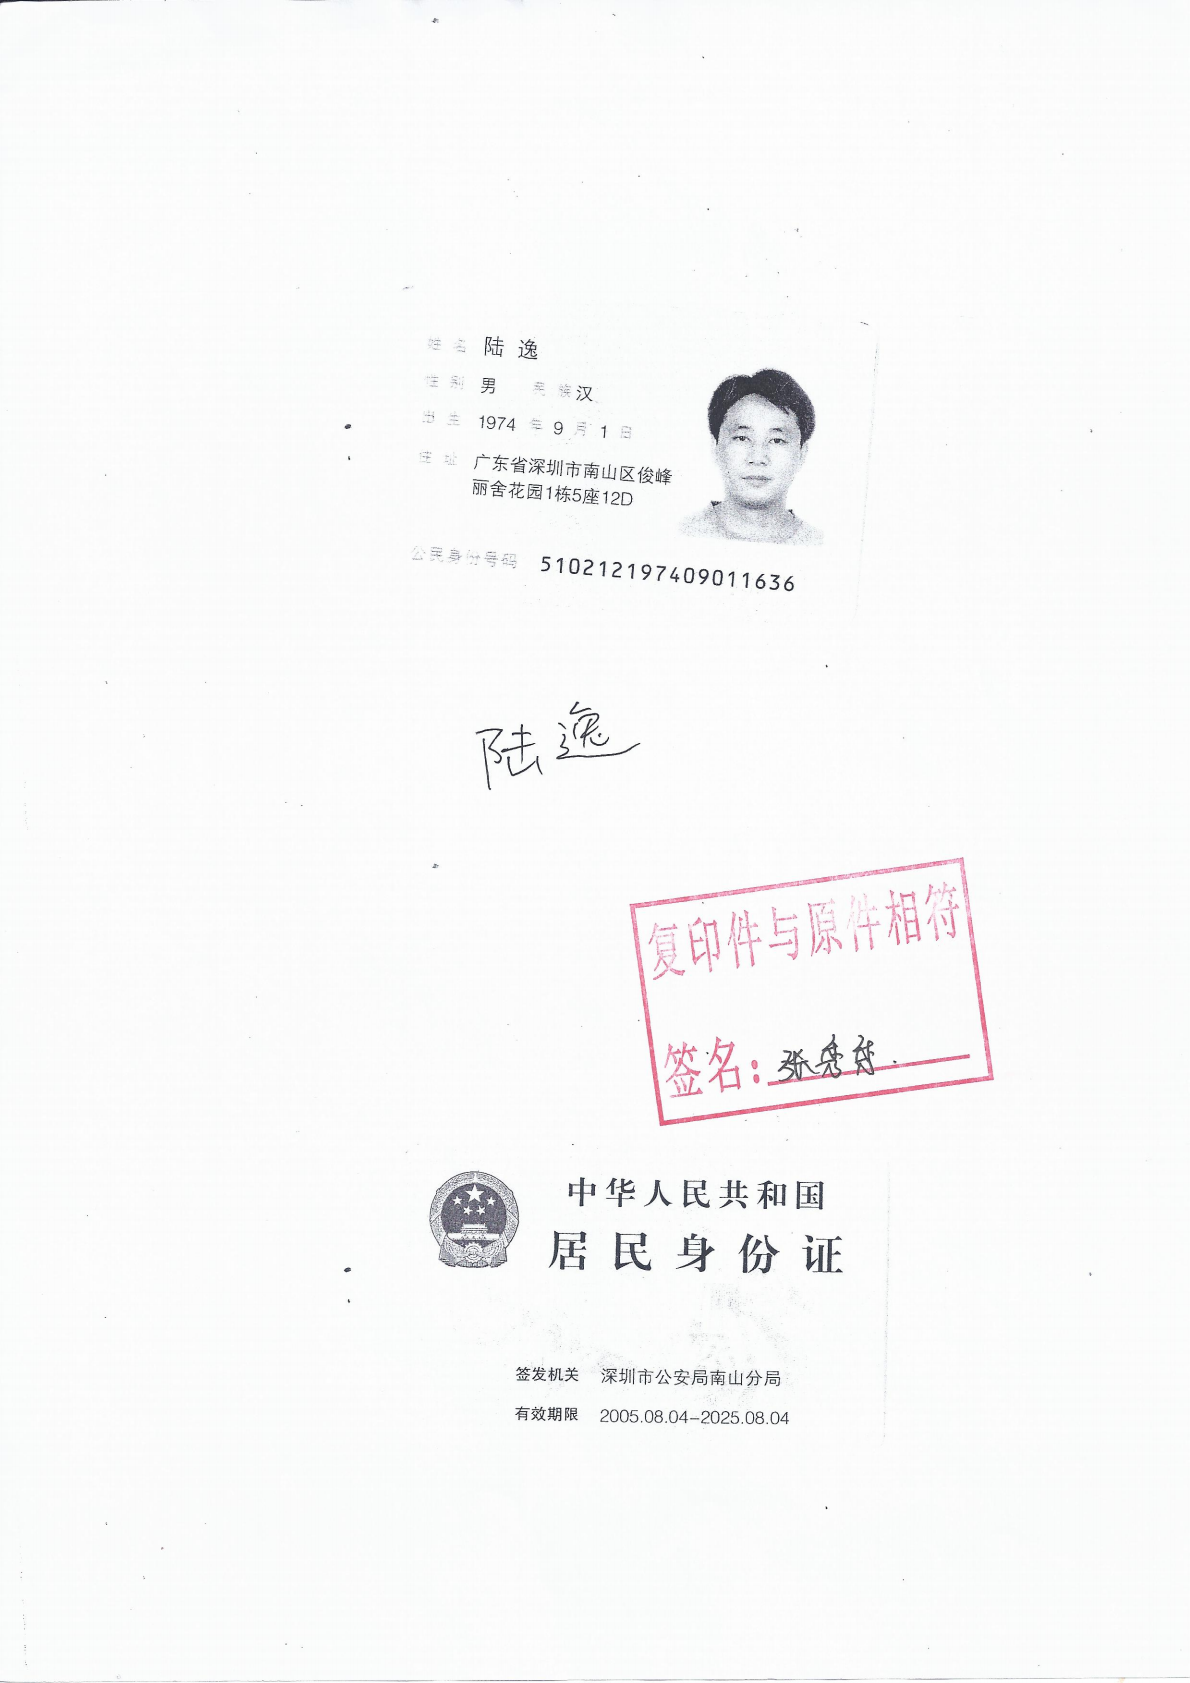 姓名 陆逸
性别 男 民族 汉
出生 1974 年 9 月 1 日
住址 广东省深圳市南山区俊峰
丽舍花园1栋5座12D
公民身份号码 510212197409011636
陆逸
复印件与原件相符
签名：张秀
中华人民共和国
居民身份证
签发机关 深圳市公安局南山分局
有效期限 2005.08.04-2025.08.04